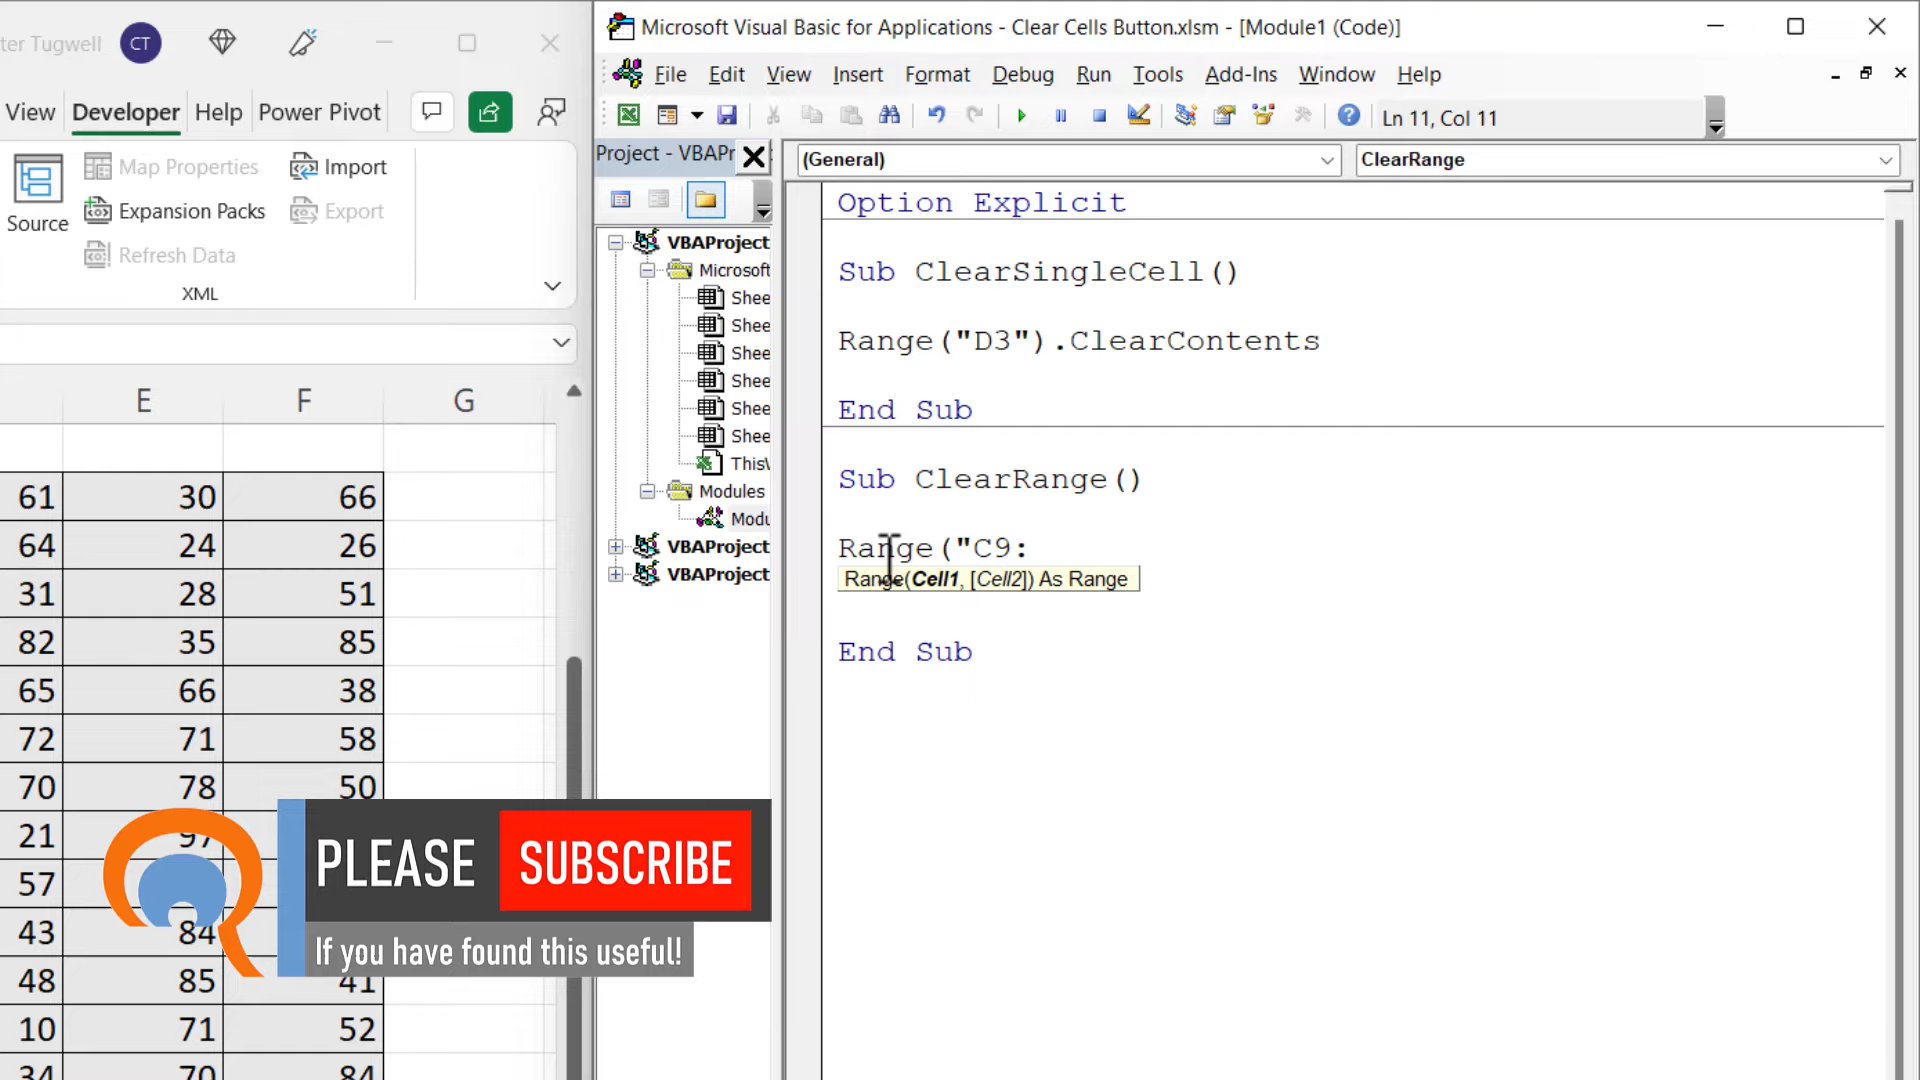 ter Tugwell
CT
View Developer Help Power Pivot
Source
Map Properties
Expansion Packs
Refresh Data
Import
Export
XML
E F G
61 30 66
64 24 26
31 28 51
82 35 85
65 66 38
72 71 58
70 78 50
21 97
57
43 84
48 85 41
10 71 52
34 70 84
PLEASE SUBSCRIBE
If you have found this useful!
Microsoft Visual Basic for Applications - Clear Cells Button.xlsm - [Module1 (Code)]
File Edit View Insert Format Debug Run Tools Add-Ins Window Help
Ln 11, Col 11
Project - VBAPr
VBAProject
Microsoft
Shee
Shee
Shee
Shee
Shee
Shee
ThisV
Modules
Modu
VBAProject
VBAProject
(General)
ClearRange
Option Explicit
Sub ClearSingleCell()
Range("D3").ClearContents
End Sub
Sub ClearRange()
Range("C9:
Range(Cell1, [Cell2]) As Range
End Sub